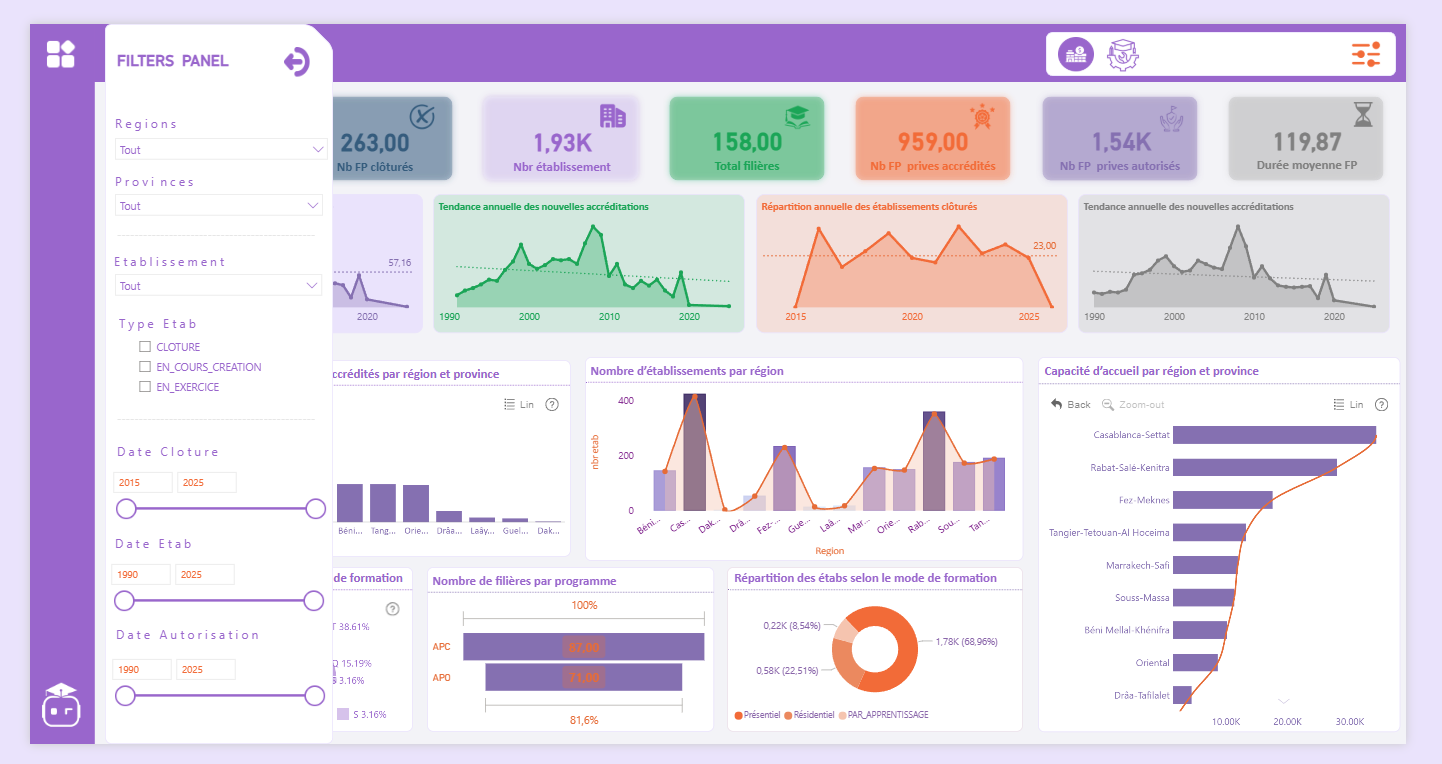 FILTERS PANEL
Regions
Tout
Provinces
Tout
Etablissement
Tout
Type Etab
CLOTURE
EN_COURS_CREATION
EN_EXERCICE
Date Cloture
2015 2025
Date Etab
1990 2025
Date Autorisation
1990 2025
263,00
Nb FP clôturés
1,93K
Nbr établissement
158,00
Total filières
959,00
Nb FP prives accrédités
1,54K
Nb FP prives autorisés
119,87
Durée moyenne FP
57,16
2020
Tendance annuelle des nouvelles accréditations
1990 2000 2010 2020
Répartition annuelle des établissements clôturés
23,00
2015 2020 2025
Tendance annuelle des nouvelles accréditations
1990 2000 2010 2020
ccrédités par région et province
Lin
Béni... Tang... Orie... Drâa... Laây... Guel... Dak...
Nombre d'établissements par région
nbr etab
400
200
0
Béni... Cas... Dak... Drâ... Fez-... Gue... Laâ... Mar... Orie... Rab... Sou... Tan...
Region
Capacité d'accueil par région et province
Back Zoom-out Lin
Casablanca-Settat
Rabat-Salé-Kenitra
Fez-Meknes
Tangier-Tetouan-Al Hoceima
Marrakech-Safi
Souss-Massa
Béni Mellal-Khénifra
Oriental
Drâa-Tafilalet
10.00K 20.00K 30.00K
de formation
T 38.61%
15.19%
S 3.16%
S 3.16%
Nombre de filières par programme
100%
APC 87,00
APO 71,00
81,6%
Répartition des étabs selon le mode de formation
0,22K (8,54%)
1,78K (68,96%)
0,58K (22,51%)
Présentiel Résidentiel PAR_APPRENTISSAGE